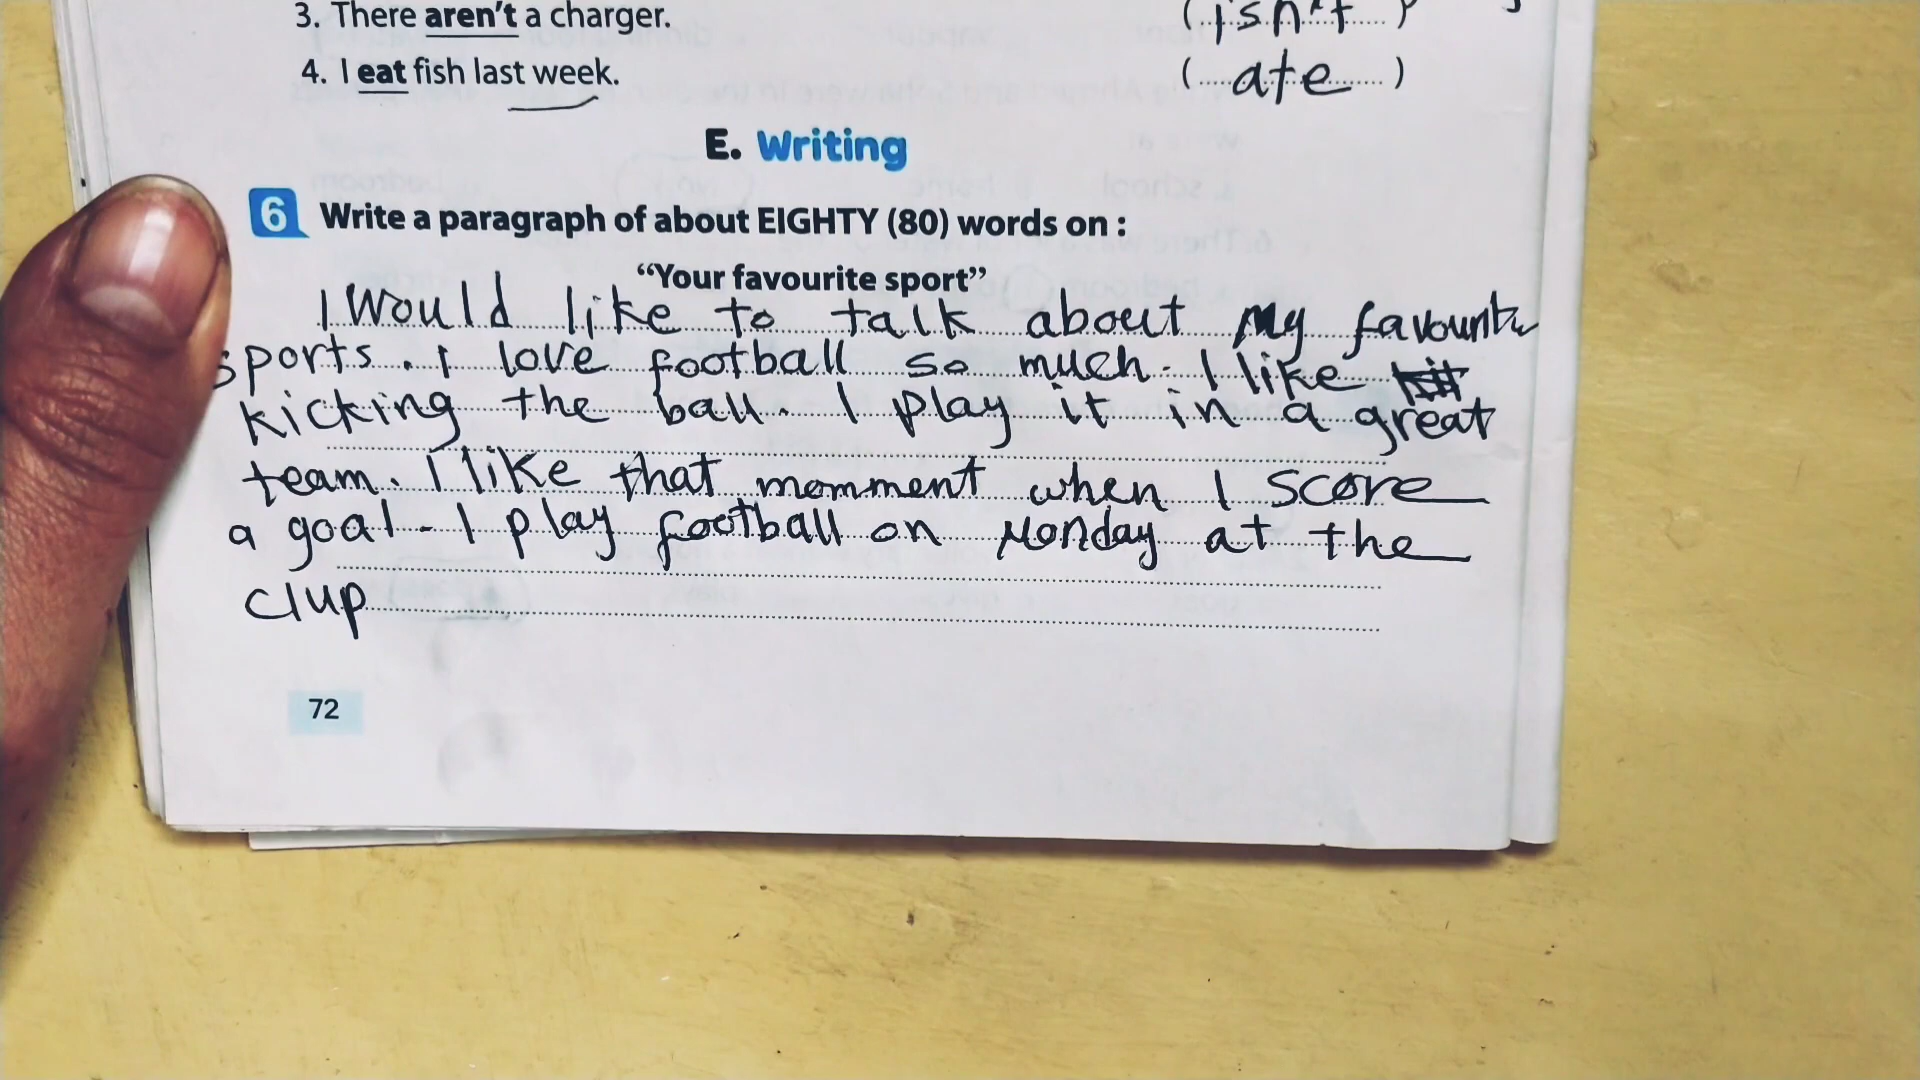 3. There aren't a charger. (isn't)
4. I eat fish last week. (ate)
E. Writing
6 Write a paragraph of about EIGHTY (80) words on :
"Your favourite sport"
I Would like to talk about My
sports. I love football so much. I like
kicking the ball. I play it in a great
team. I like that momment when I score
a goal. I play football on Monday at the
clup
72